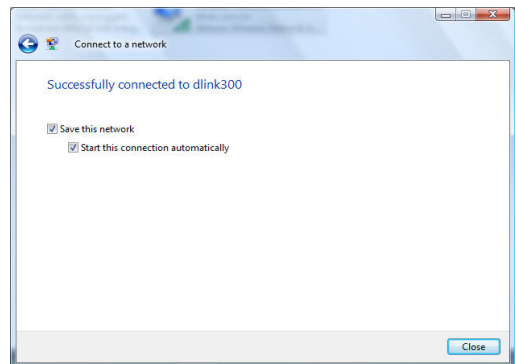 Connect to a network
Successfully connected to dlink300
Save this network
Start this connection automatically
Close